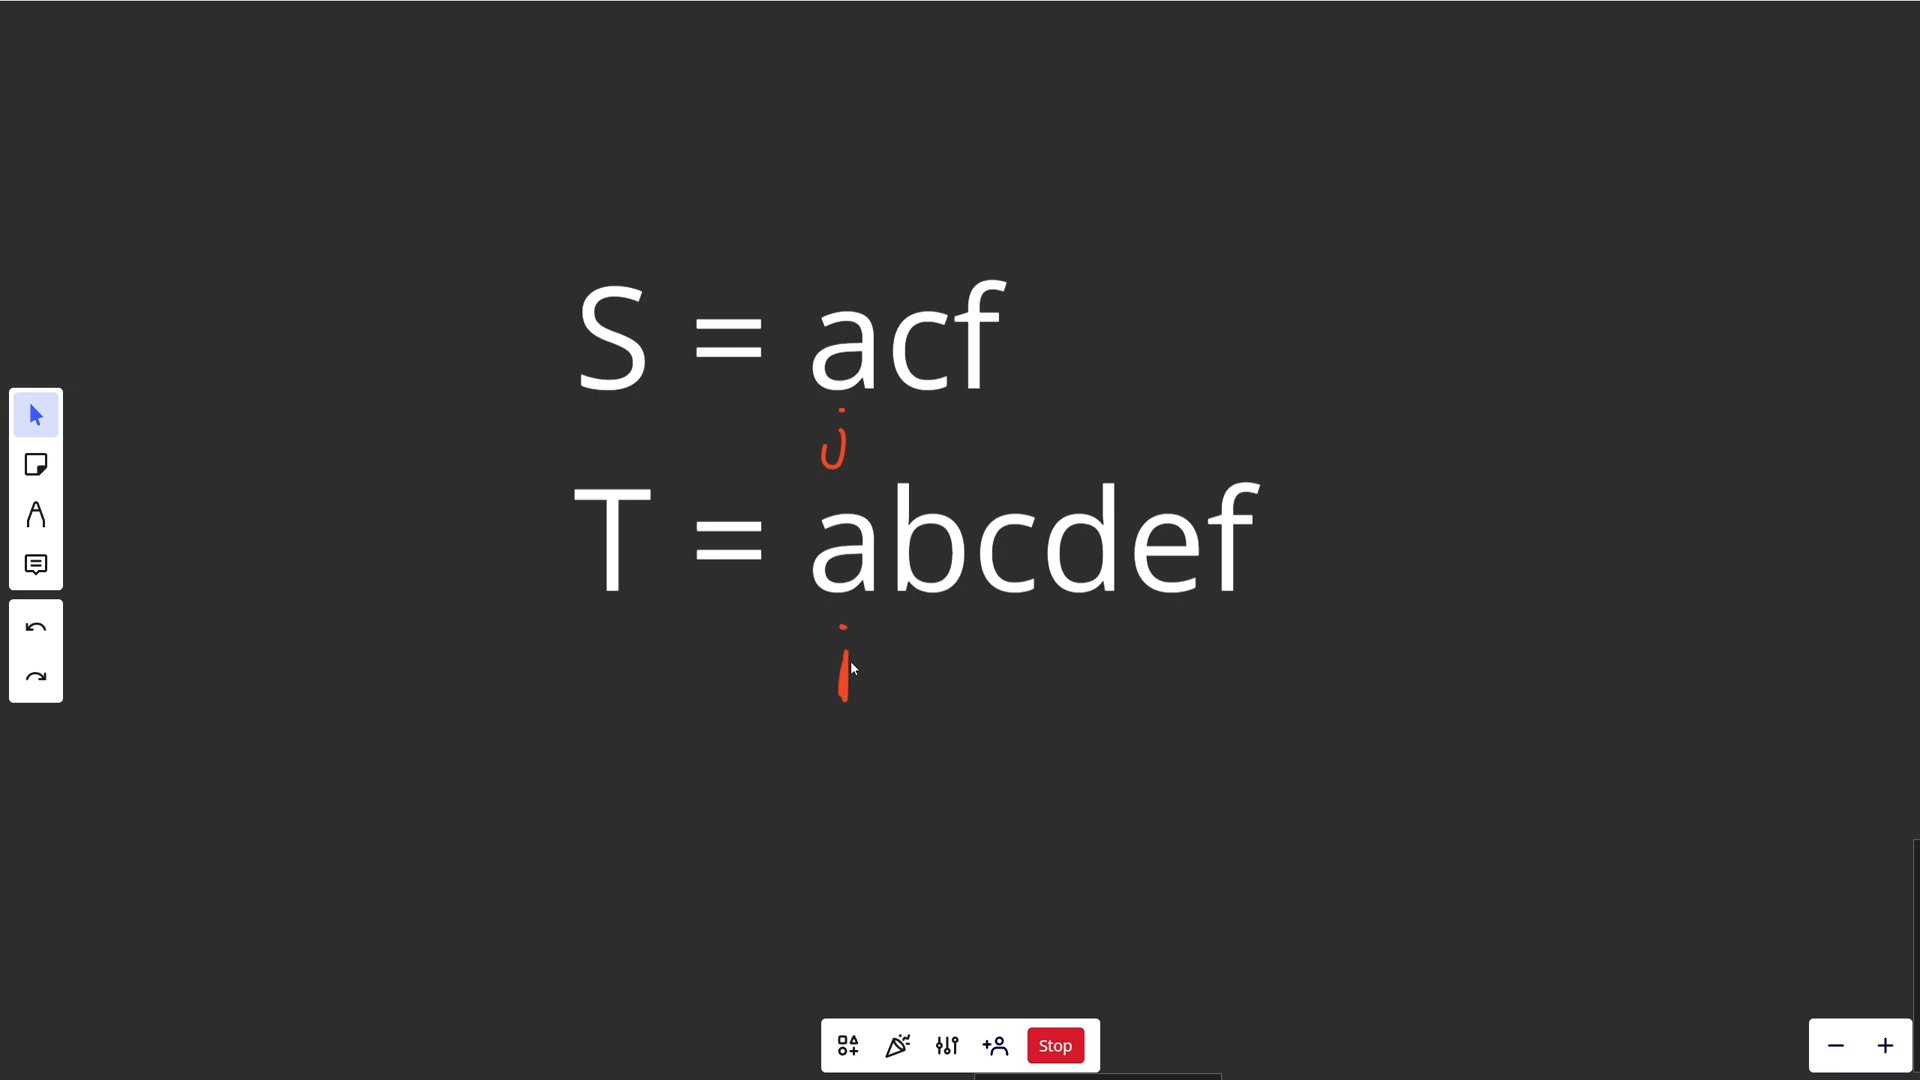 S = acf
j
T = abcdef
i
Stop